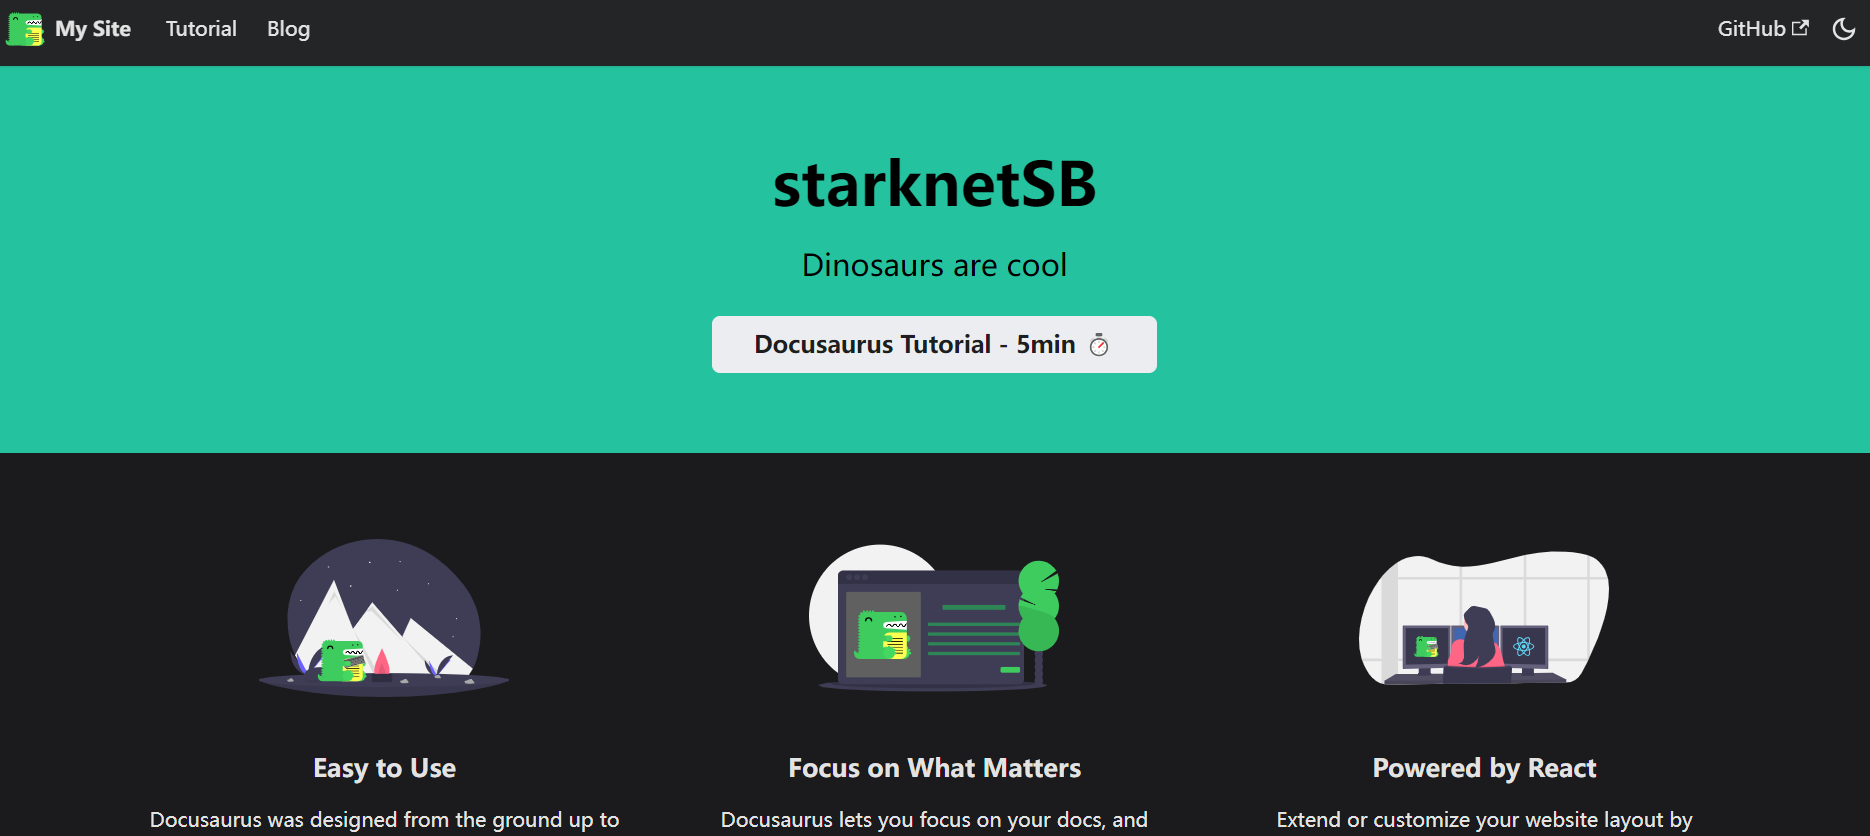 My Site Tutorial Blog GitHub
starknetSB
Dinosaurs are cool
Docusaurus Tutorial - 5min ⏱️
Easy to Use
Docusaurus was designed from the ground up to
Focus on What Matters
Docusaurus lets you focus on your docs, and
Powered by React
Extend or customize your website layout by